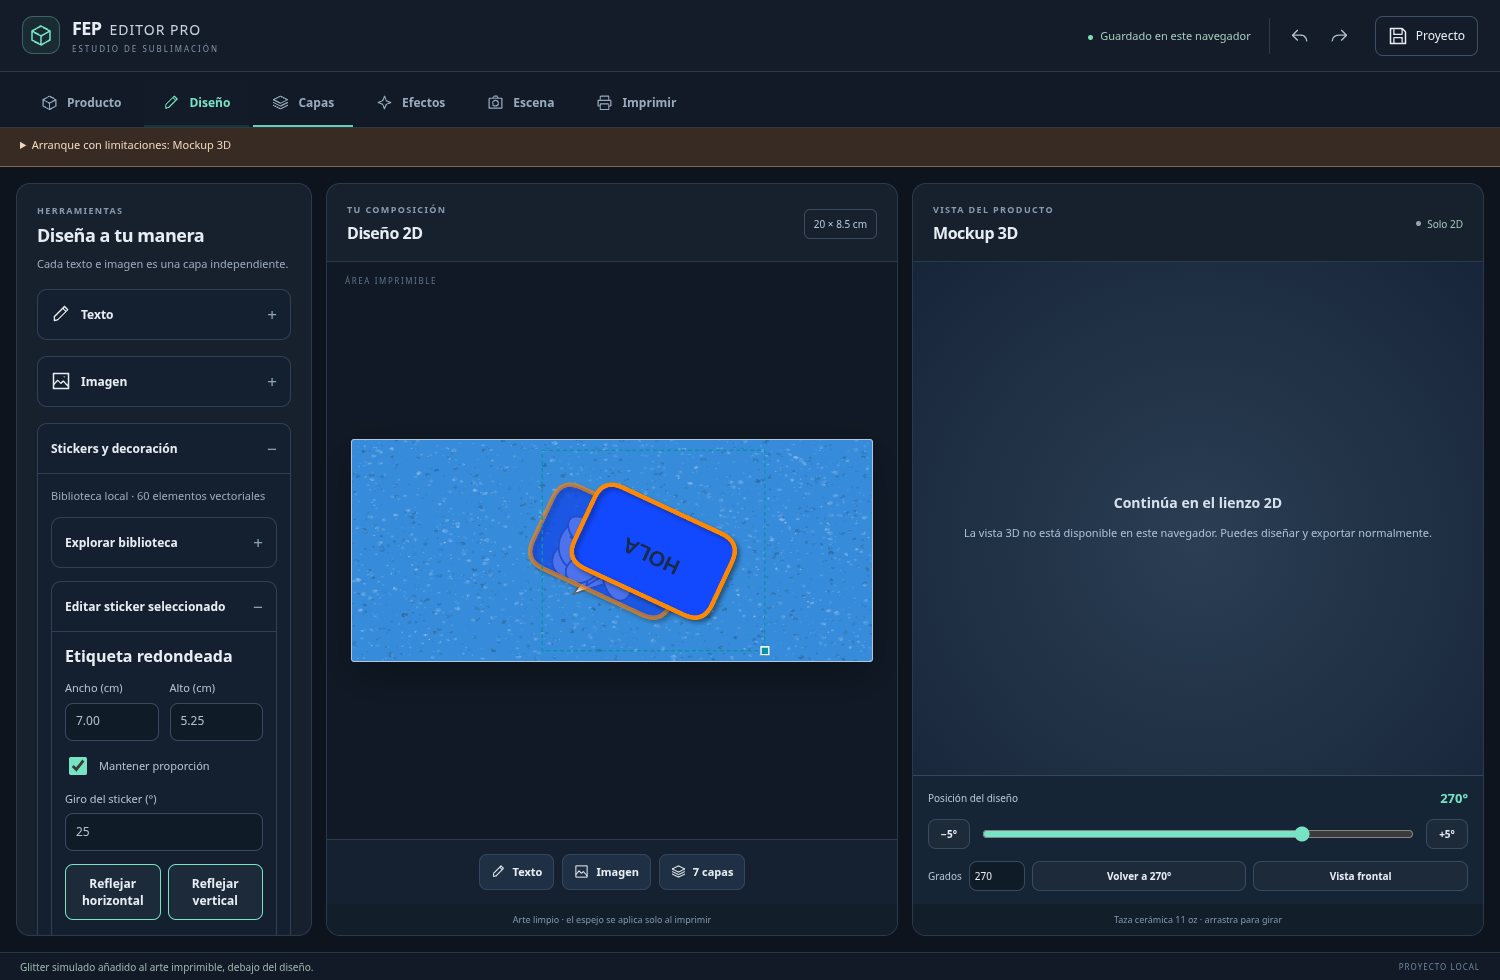 FEP EDITOR PRO
ESTUDIO DE SUBLIMACIÓN
Guardado en este navegador
Proyecto
Producto
Diseño
Capas
Efectos
Escena
Imprimir
Arranque con limitaciones: Mockup 3D
HERRAMIENTAS
Diseña a tu manera
Cada texto e imagen es una capa independiente.
Texto
+
Imagen
+
Stickers y decoración
−
Biblioteca local · 60 elementos vectoriales
Explorar biblioteca
+
Editar sticker seleccionado
−
Etiqueta redondeada
Ancho (cm)
Alto (cm)
7.00
5.25
Mantener proporción
Giro del sticker (°)
25
Reflejar
horizontal
Reflejar
vertical
TU COMPOSICIÓN
Diseño 2D
20 × 8.5 cm
ÁREA IMPRIMIBLE
HOLA
Texto
Imagen
7 capas
Arte limpio · el espejo se aplica solo al imprimir
VISTA DEL PRODUCTO
Mockup 3D
Solo 2D
Continúa en el lienzo 2D
La vista 3D no está disponible en este navegador. Puedes diseñar y exportar normalmente.
Posición del diseño
270°
−5°
+5°
Grados
270
Volver a 270°
Vista frontal
Taza cerámica 11 oz · arrastra para girar
Glitter simulado añadido al arte imprimible, debajo del diseño.
PROYECTO LOCAL